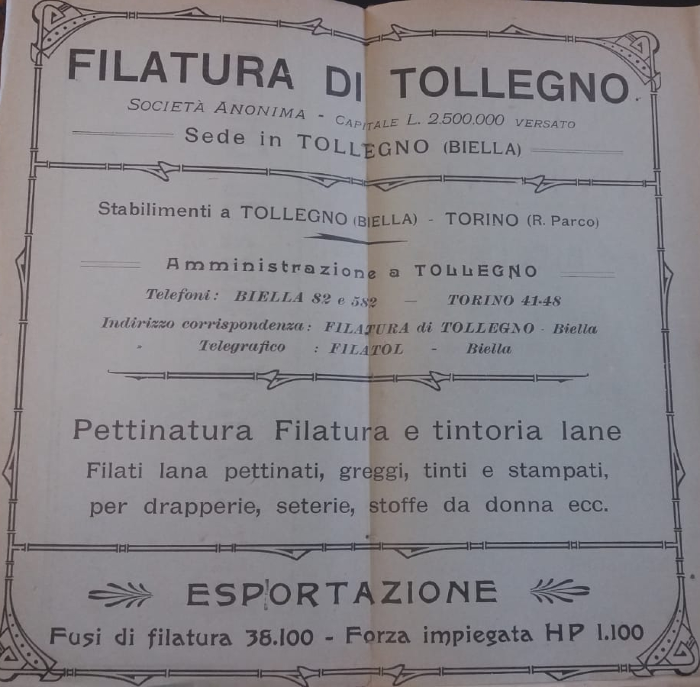 FILATURA DI TOLLEGNO
SOCIETÀ ANONIMA - CAPITALE L. 2.500.000 VERSATO
Sede in TOLLEGNO (BIELLA)
Stabilimenti a TOLLEGNO (BIELLA) - TORINO (R. Parco)
Amministrazione a TOLLEGNO
Telefoni: BIELLA 82 e 582 — TORINO 41-48
Indirizzo corrispondenza: FILATURA di TOLLEGNO - Biella
" Telegrafico : FILATOL - Biella
Pettinatura Filatura e tintoria lane
Filati lana pettinati, greggi, tinti e stampati,
per drapperie, seterie, stoffe da donna ecc.
ESPORTAZIONE
Fusi di filatura 38.100 - Forza impiegata HP 1.100